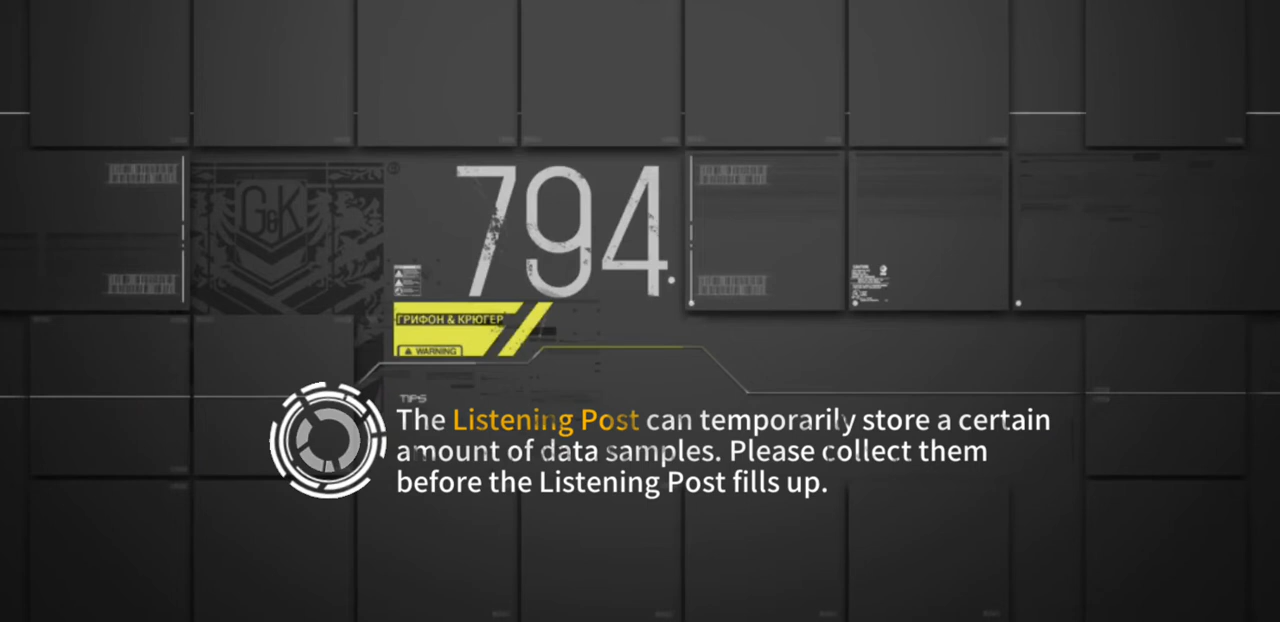 G&K
794.
ГРИФОН & КРЮГЕР
WARNING
TIPS
The Listening Post can temporarily store a certain
amount of data samples. Please collect them
before the Listening Post fills up.